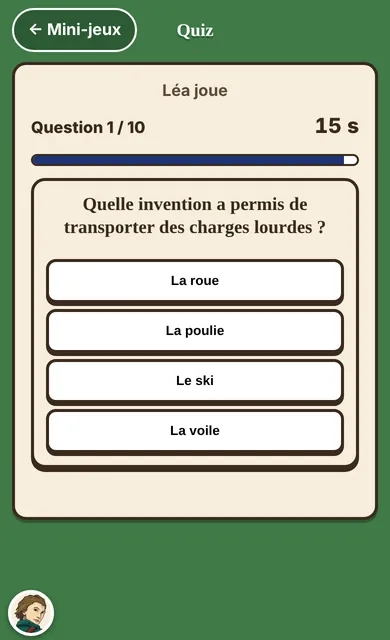 ← Mini-jeux
Quiz
Léa joue
Question 1 / 10
15 s
Quelle invention a permis de
transporter des charges lourdes ?
La roue
La poulie
Le ski
La voile